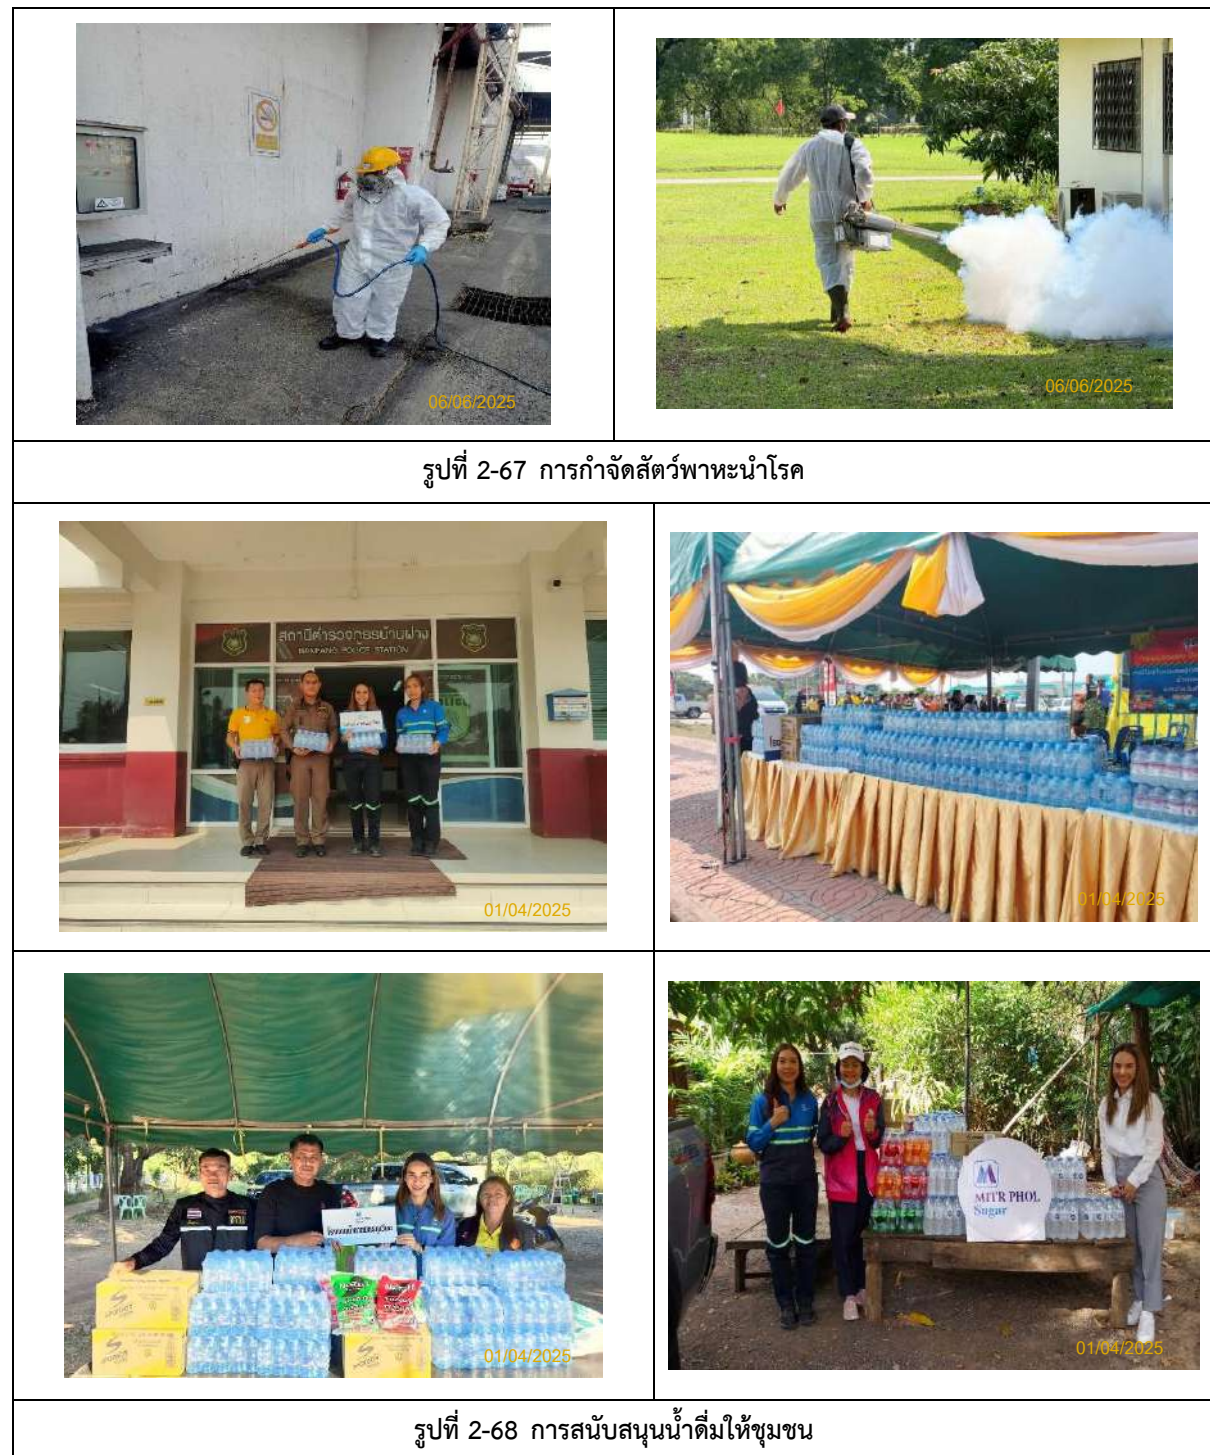 06/06/2025
06/06/2025
รูปที่ 2-67 การกำจัดสัตว์พาหะนำโรค
สถานีตำรวจภูธรบ้านฝาง
BANFANG POLICE STATION
01/04/2025
01/04/2025
01/04/2025
MITR PHOL
Sugar
01/04/2025
รูปที่ 2-68 การสนับสนุนน้ำดื่มให้ชุมชน